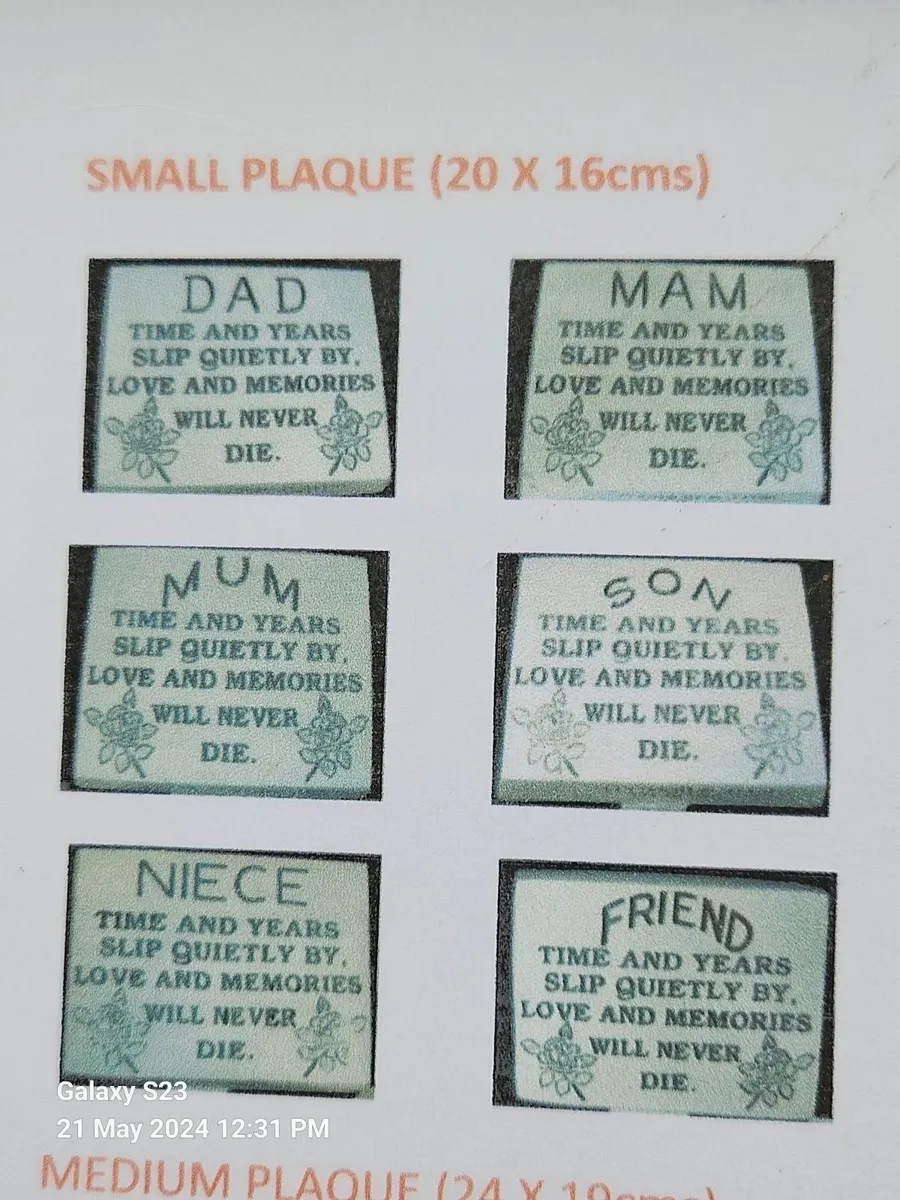 SMALL PLAQUE (20 X 16cms)
DAD
TIME AND YEARS
SLIP QUIETLY BY,
LOVE AND MEMORIES
WILL NEVER
DIE.
MAM
TIME AND YEARS
SLIP QUIETLY BY,
LOVE AND MEMORIES
WILL NEVER
DIE.
MUM
TIME AND YEARS
SLIP QUIETLY BY,
LOVE AND MEMORIES
WILL NEVER
DIE.
SON
TIME AND YEARS
SLIP QUIETLY BY,
LOVE AND MEMORIES
WILL NEVER
DIE.
NIECE
TIME AND YEARS
SLIP QUIETLY BY,
LOVE AND MEMORIES
WILL NEVER
DIE.
FRIEND
TIME AND YEARS
SLIP QUIETLY BY,
LOVE AND MEMORIES
WILL NEVER
DIE.
Galaxy S23
21 May 2024 12:31 PM
MEDIUM PLAQUE (24 X 19cms)